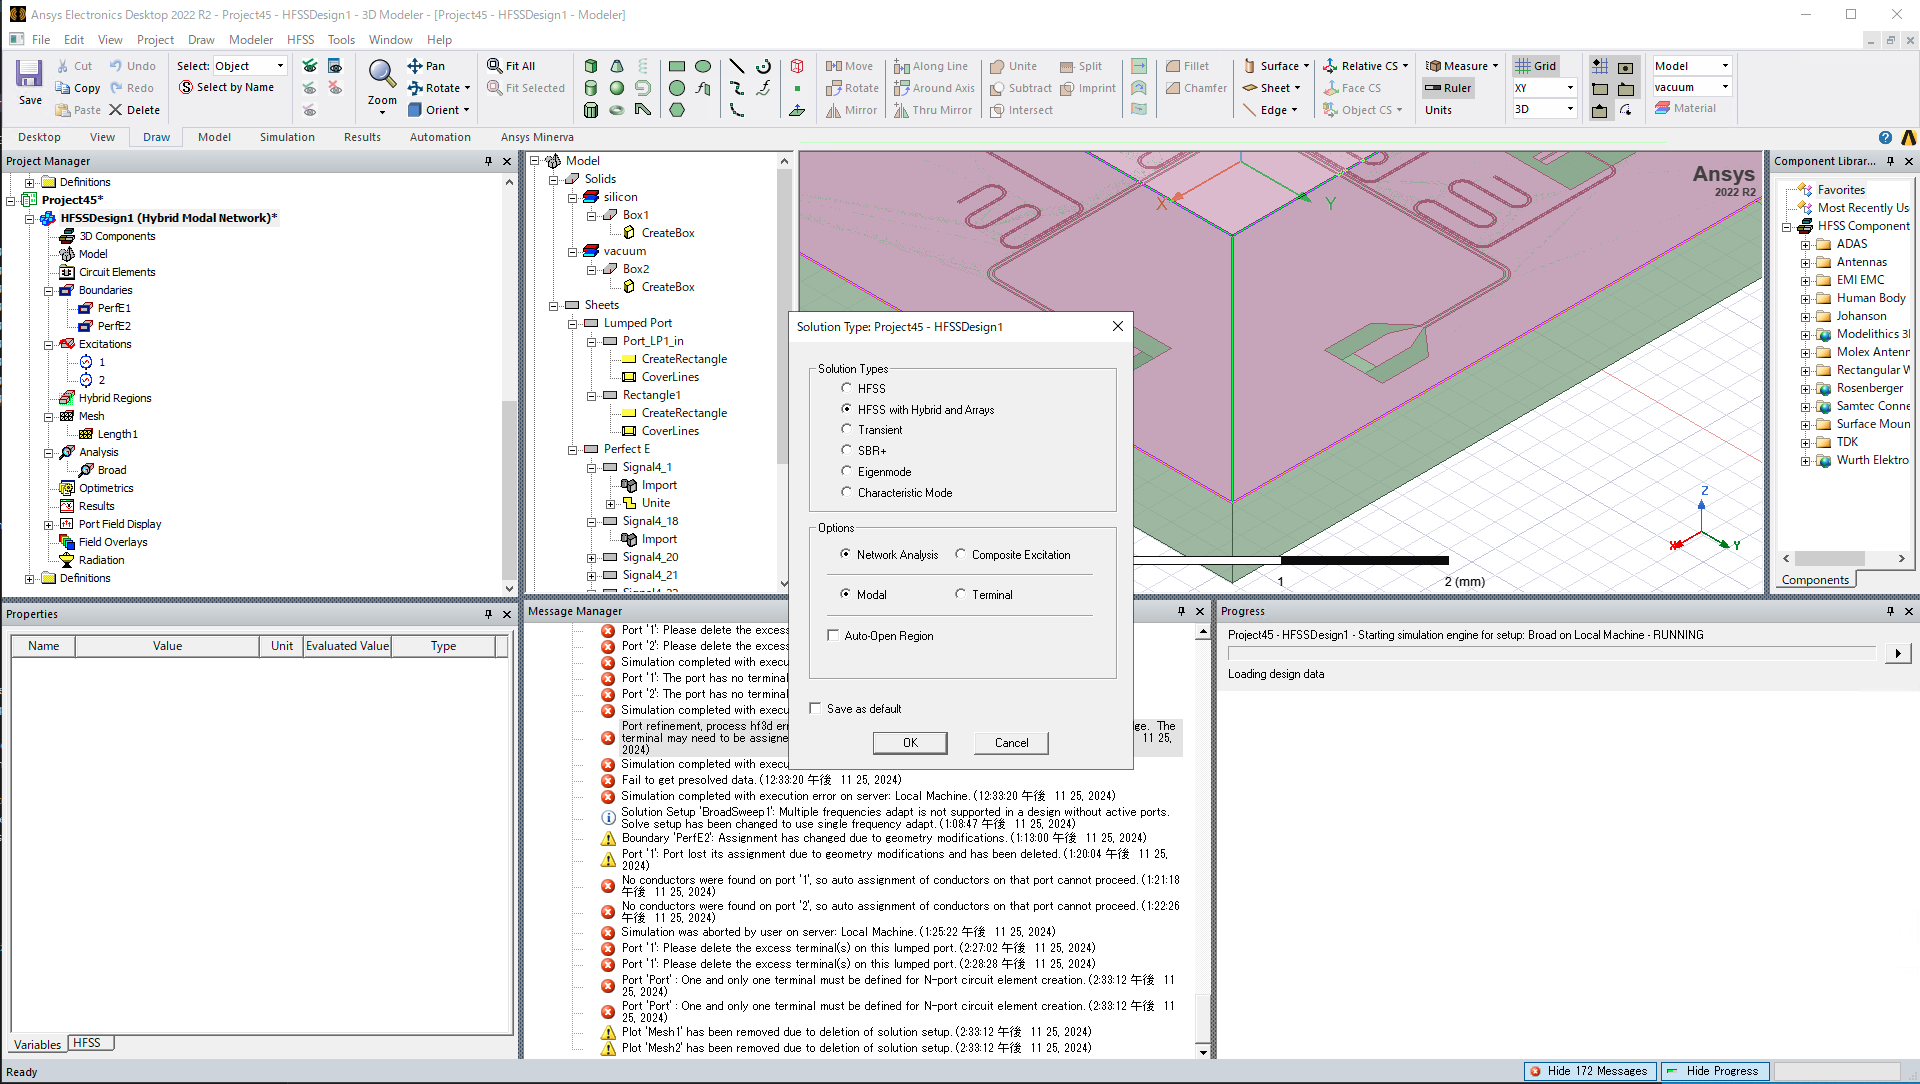 Ansys Electronics Desktop 2022 R2 - Project45 - HFSSDesign1 - 3D Modeler - [Project45 - HFSSDesign1 - Modeler]
File Edit View Project Draw Modeler HFSS Tools Window Help
Save
Cut Undo
Copy Redo
Paste Delete
Select: Object
Select by Name
Zoom
Pan
Rotate
Orient
Fit All
Fit Selected
Move Along Line
Rotate Around Axis
Mirror Thru Mirror
Unite Split
Subtract Imprint
Intersect
Fillet
Chamfer
Surface
Sheet
Edge
Relative CS
Face CS
Object CS
Measure
Ruler
Units
Grid
XY
3D
Model
vacuum
Material
Desktop View Draw Model Simulation Results Automation Ansys Minerva
Project Manager
Definitions
Project45*
HFSSDesign1 (Hybrid Modal Network)*
3D Components
Model
Circuit Elements
Boundaries
PerfE1
PerfE2
Excitations
1
2
Hybrid Regions
Mesh
Length1
Analysis
Broad
Optimetrics
Results
Port Field Display
Field Overlays
Radiation
Definitions
Model
Solids
silicon
Box1
CreateBox
vacuum
Box2
CreateBox
Sheets
Lumped Port
Port_LP1_in
CreateRectangle
CoverLines
Rectangle1
CreateRectangle
CoverLines
Perfect E
Signal4_1
Import
Unite
Signal4_18
Import
Signal4_20
Signal4_21
Ansys
2022 R2
X
Y
Z
X
Y
1
2 (mm)
Component Librar...
Favorites
Most Recently Us
HFSS Component
ADAS
Antennas
EMI EMC
Human Body
Johanson
Modelithics 3
Molex Antenn
Rectangular W
Rosenberger
Samtec Conne
Surface Moun
TDK
Wurth Elektro
Components
Solution Type: Project45 - HFSSDesign1
Solution Types
HFSS
HFSS with Hybrid and Arrays
Transient
SBR+
Eigenmode
Characteristic Mode
Options
Network Analysis Composite Excitation
Modal Terminal
Auto-Open Region
Save as default
OK Cancel
Properties
Name Value Unit Evaluated Value Type
Variables HFSS
Message Manager
Port '1': Please delete the excess
Port '2': Please delete the excess
Simulation completed with execu
Port '1': The port has no terminal
Port '2': The port has no terminal
Simulation completed with execu
Port refinement, process hf3d err dge. The
terminal may need to be assigne 11 25,
2024)
Simulation completed with execu
Fail to get presolved data. (12:33:20 午後 11 25, 2024)
Simulation completed with execution error on server: Local Machine. (12:33:20 午後 11 25, 2024)
Solution Setup 'BroadSweep1': Multiple frequencies adapt is not supported in a design without active ports.
Solve setup has been changed to use single frequency adapt. (1:08:47 午後 11 25, 2024)
Boundary 'PerfE2': Assignment has changed due to geometry modifications. (1:13:00 午後 11 25, 2024)
Port '1': Port lost its assignment due to geometry modifications and has been deleted. (1:20:04 午後 11 25,
2024)
No conductors were found on port '1', so auto assignment of conductors on that port cannot proceed. (1:21:18
午後 11 25, 2024)
No conductors were found on port '2', so auto assignment of conductors on that port cannot proceed. (1:22:26
午後 11 25, 2024)
Simulation was aborted by user on server: Local Machine. (1:25:22 午後 11 25, 2024)
Port '1': Please delete the excess terminal(s) on this lumped port. (2:27:02 午後 11 25, 2024)
Port '1': Please delete the excess terminal(s) on this lumped port. (2:28:28 午後 11 25, 2024)
Port 'Port' : One and only one terminal must be defined for N-port circuit element creation. (2:33:12 午後 11
25, 2024)
Port 'Port' : One and only one terminal must be defined for N-port circuit element creation. (2:33:12 午後 11
25, 2024)
Plot 'Mesh1' has been removed due to deletion of solution setup. (2:33:12 午後 11 25, 2024)
Plot 'Mesh2' has been removed due to deletion of solution setup. (2:33:12 午後 11 25, 2024)
Progress
Project45 - HFSSDesign1 - Starting simulation engine for setup: Broad on Local Machine - RUNNING
Loading design data
Ready
Hide 172 Messages
Hide Progress